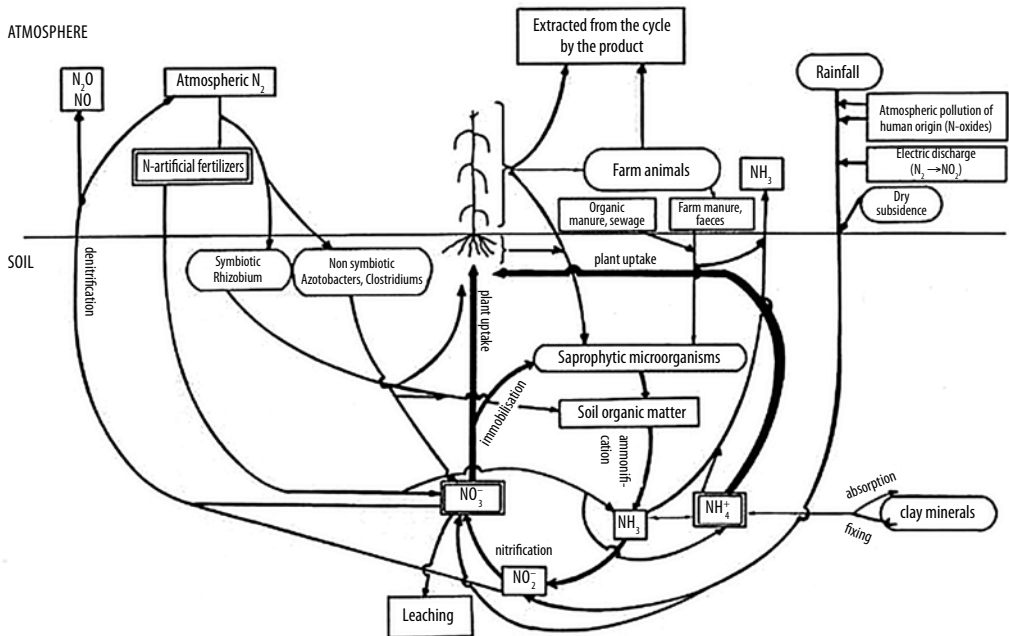 ATMOSPHERE
N₂O
NO
Atmospheric N₂
Extracted from the cycle
by the product
Rainfall
Atmospheric pollution of
human origin (N-oxides)
N-artificial fertilizers
Farm animals
NH₃
Electric discharge
(N₂ →NO₂)
Organic
manure, sewage
Farm manure,
faeces
Dry
subsidence
SOIL
denitrification
Symbiotic
Rhizobium
Non symbiotic
Azotobacters, Clostridiums
plant uptake
plant uptake
Saprophytic microorganisms
immobilisation
Soil organic matter
ammonifi-
cation
NO₃⁻
NH₃
NH₄⁺
absorption
fixing
clay minerals
nitrification
NO₂⁻
Leaching